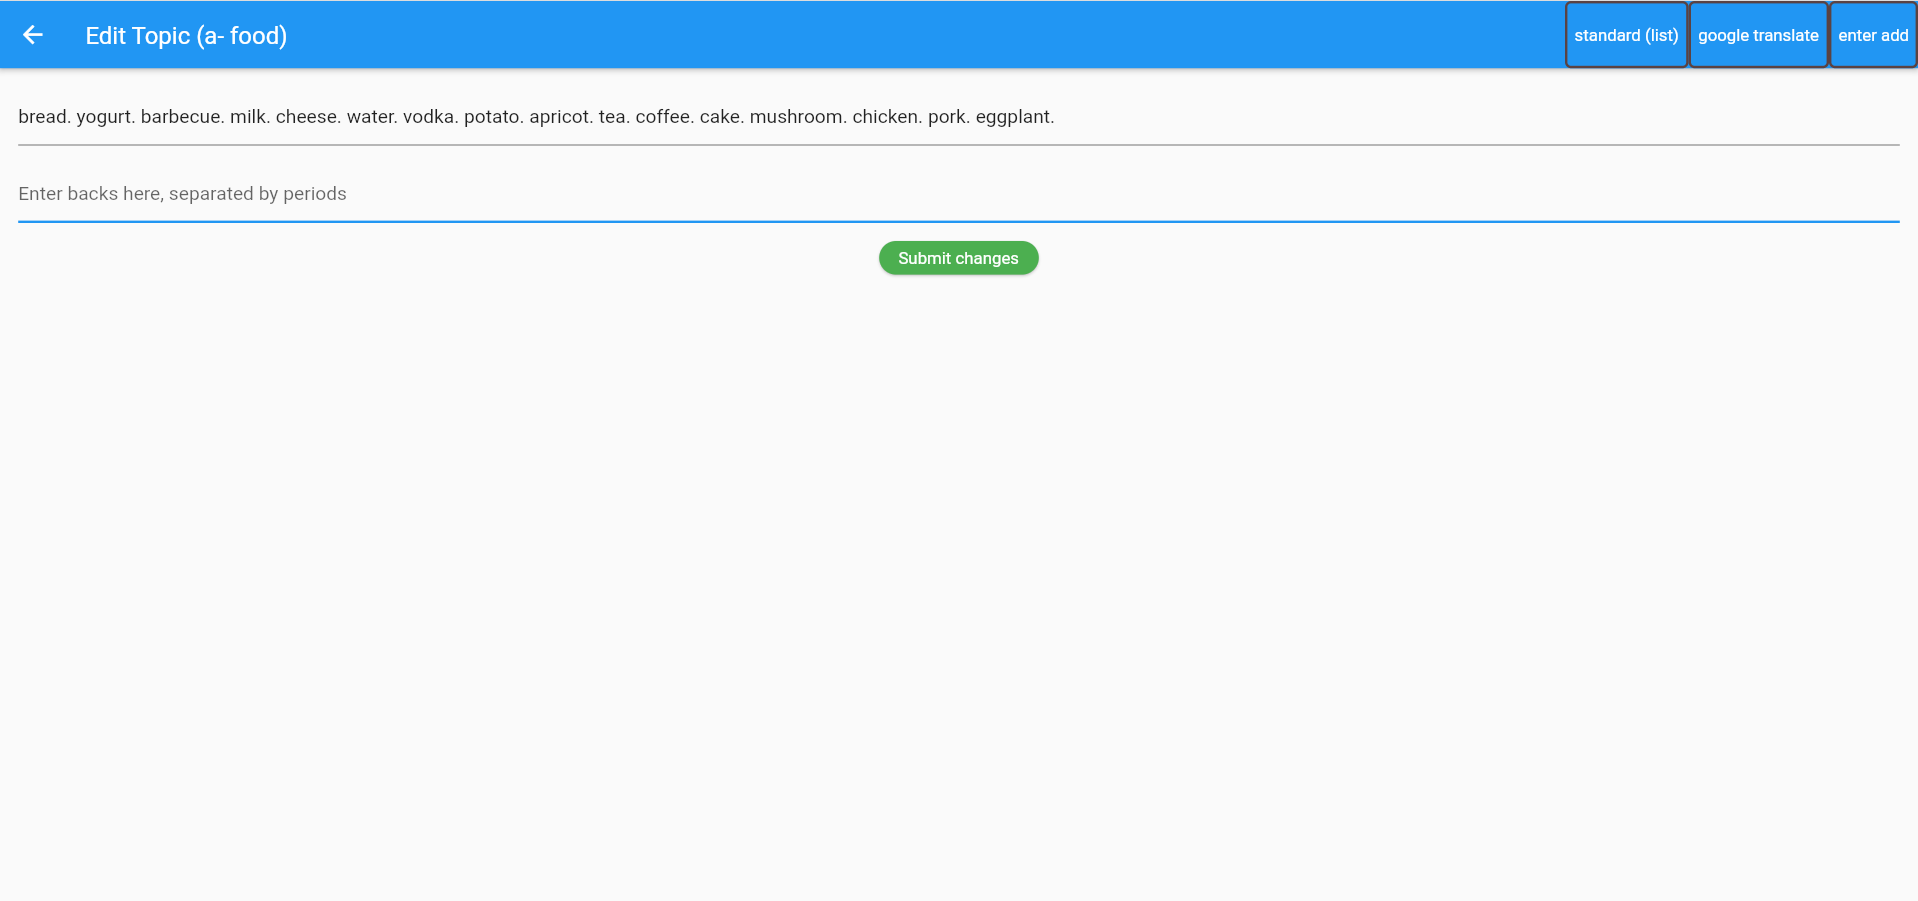 Edit Topic (a- food)
standard (list)
google translate
enter add
bread. yogurt. barbecue. milk. cheese. water. vodka. potato. apricot. tea. coffee. cake. mushroom. chicken. pork. eggplant.
Enter backs here, separated by periods
Submit changes